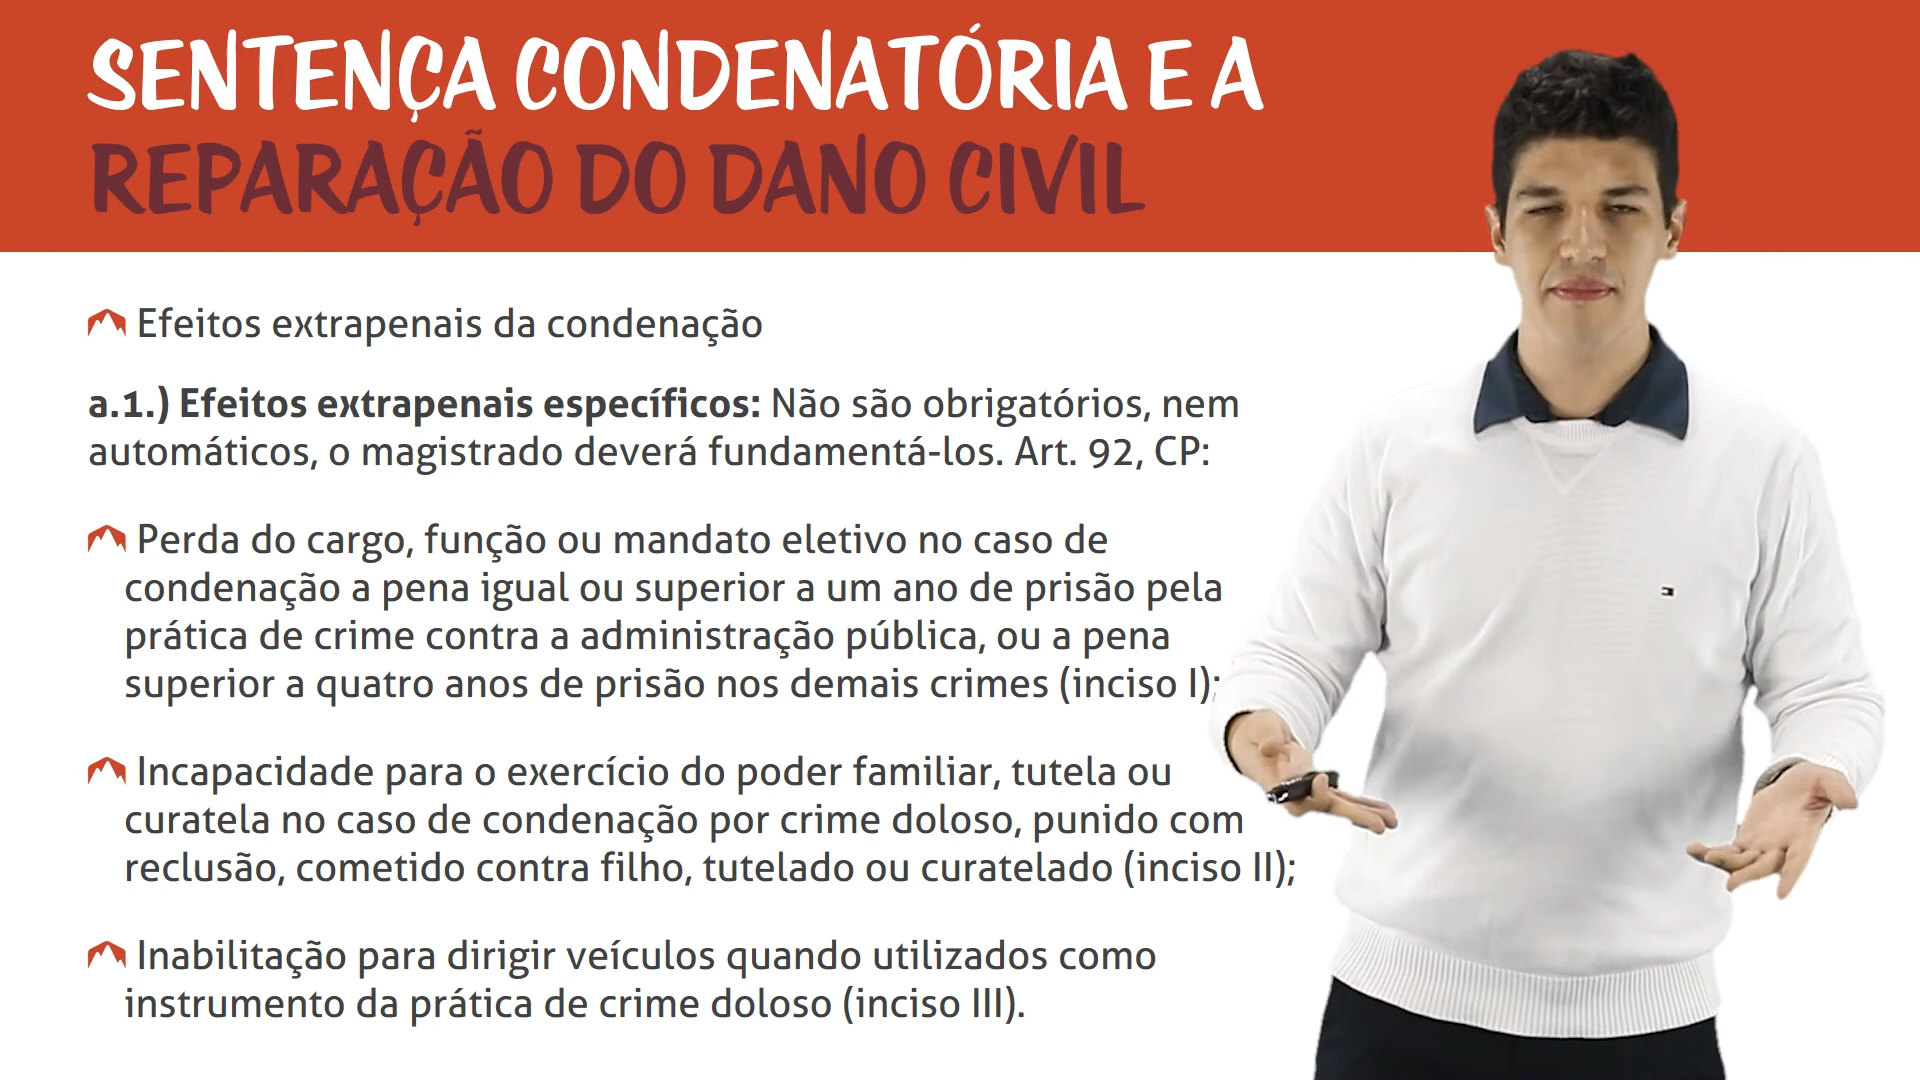 SENTENÇA CONDENATÓRIA E A
REPARAÇÃO DO DANO CIVIL
Efeitos extrapenais da condenação
a.1.) Efeitos extrapenais específicos: Não são obrigatórios, nem
automáticos, o magistrado deverá fundamentá-los. Art. 92, CP:
Perda do cargo, função ou mandato eletivo no caso de
condenação a pena igual ou superior a um ano de prisão pela
prática de crime contra a administração pública, ou a pena
superior a quatro anos de prisão nos demais crimes (inciso I);
Incapacidade para o exercício do poder familiar, tutela ou
curatela no caso de condenação por crime doloso, punido com
reclusão, cometido contra filho, tutelado ou curatelado (inciso II);
Inabilitação para dirigir veículos quando utilizados como
instrumento da prática de crime doloso (inciso III).